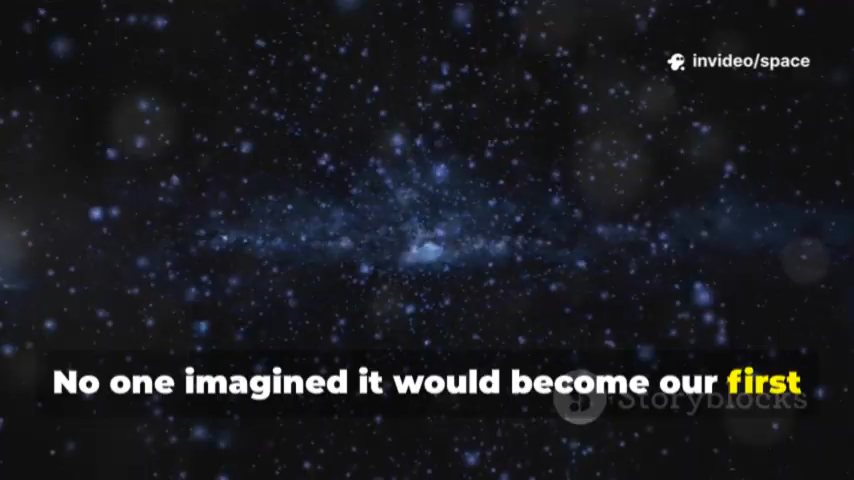 invideo/space
No one imagined it would become our first
Storyblocks